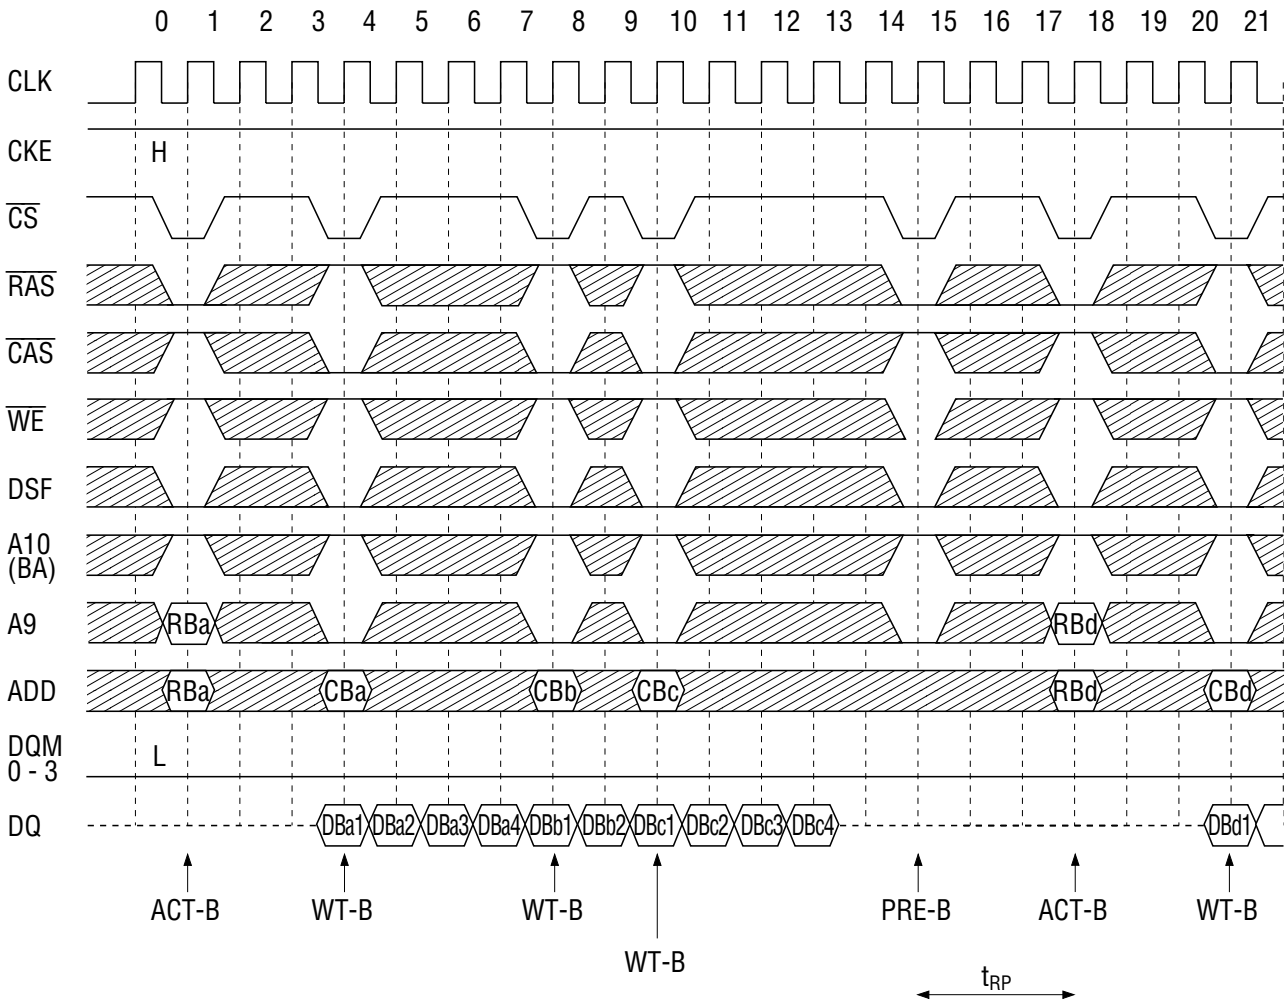 0 1 2 3 4 5 6 7 8 9 10 11 12 13 14 15 16 17 18 19 20 21
CLK
CKE H
CS
RAS
CAS
WE
DSF
A10
(BA)
A9 RBa RBd
ADD RBa CBa CBb CBc RBd CBd
DQM
0 - 3 L
DQ DBa1 DBa2 DBa3 DBa4 DBb1 DBb2 DBc1 DBc2 DBc3 DBc4 DBd1
ACT-B WT-B WT-B PRE-B ACT-B WT-B
WT-B
tRP